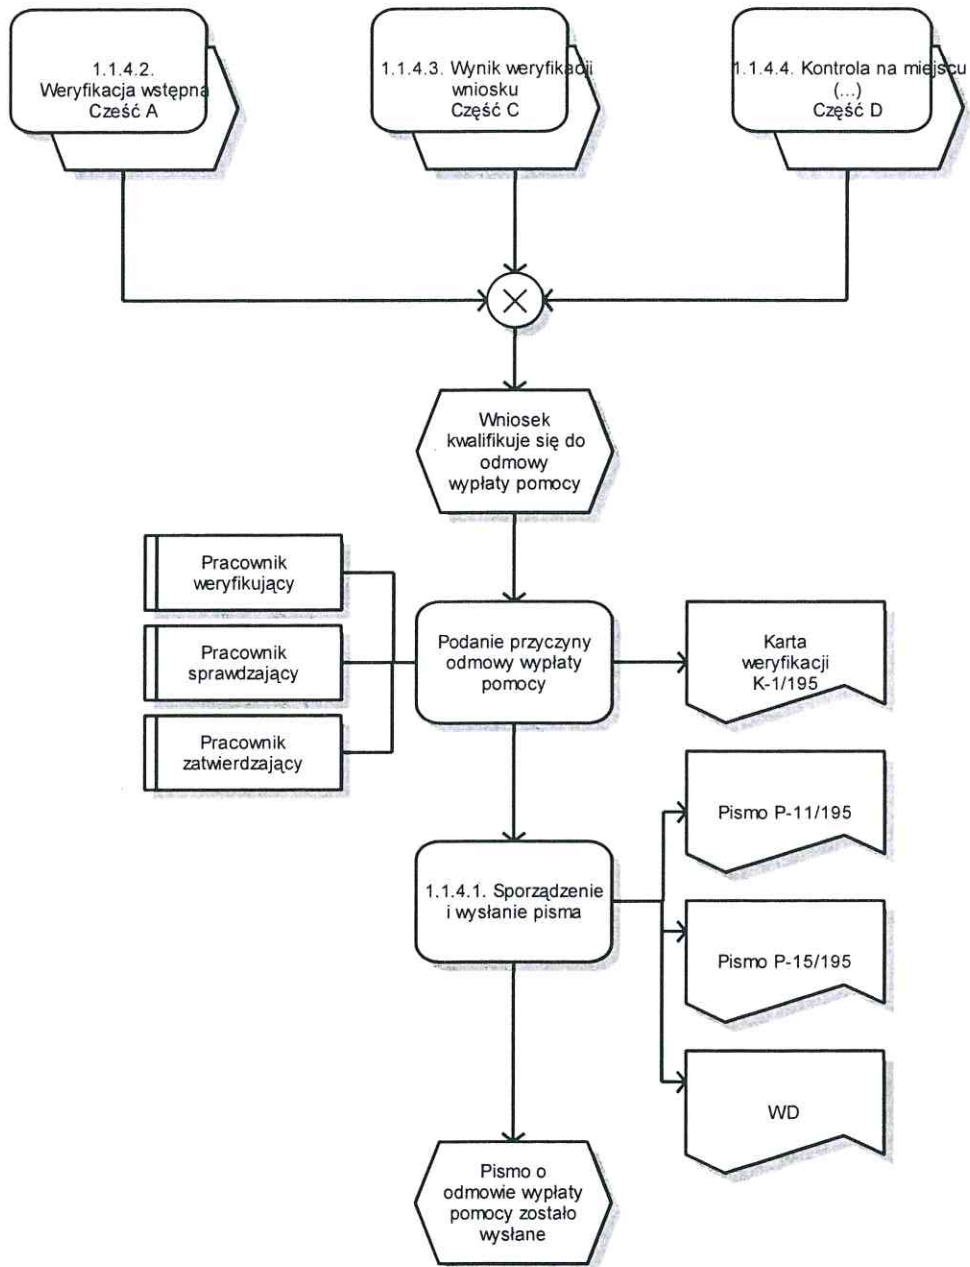 1.1.4.2.
Weryfikacja wstępna
Cześć A
1.1.4.3. Wynik weryfikacji
wniosku
Część C
1.1.4.4. Kontrola na miejscu
(...)
Część D
Wniosek
kwalifikuje się do
odmowy
wypłaty pomocy
Pracownik
weryfikujący
Pracownik
sprawdzający
Pracownik
zatwierdzający
Podanie przyczyny
odmowy wypłaty
pomocy
Karta
weryfikacji
K-1/195
1.1.4.1. Sporządzenie
i wysłanie pisma
Pismo P-11/195
Pismo P-15/195
WD
Pismo o
odmowie wypłaty
pomocy zostało
wysłane